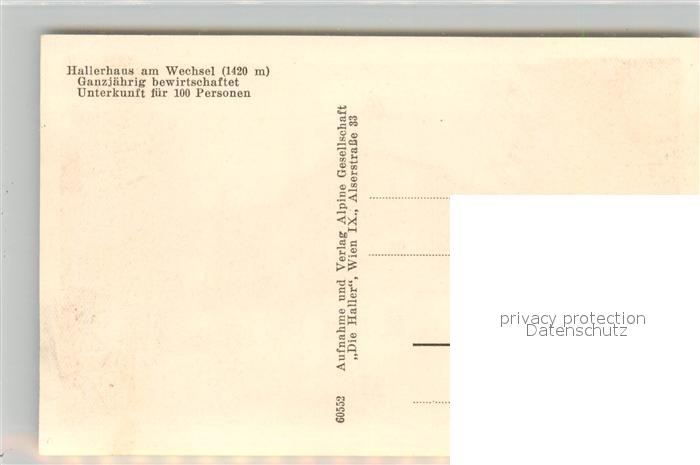 Hallerhaus am Wechsel (1420 m)
Ganzjährig bewirtschaftet
Unterkunft für 100 Personen
60552 Aufnahme und Verlag Alpine Gesellschaft
„Die Haller“, Wien IX., Alserstraße 33
privacy protection
Datenschutz